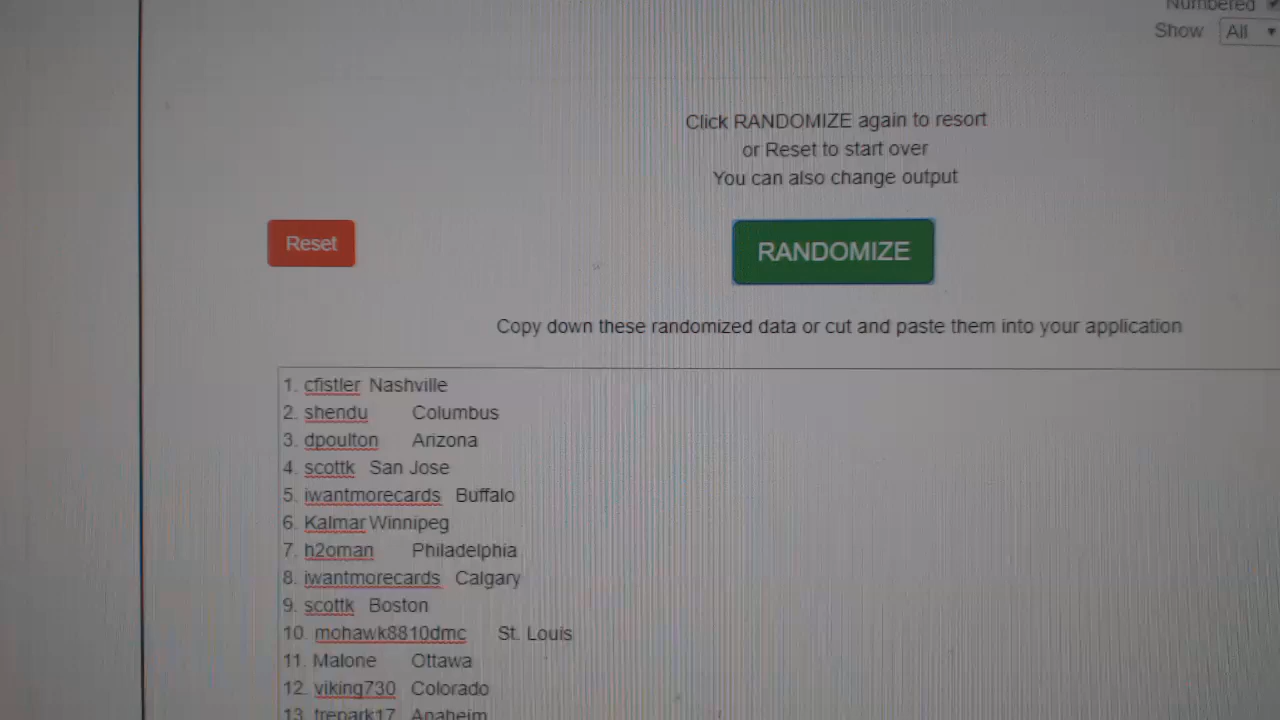 Numbered
Show All
Click RANDOMIZE again to resort
or Reset to start over
You can also change output
Reset
RANDOMIZE
Copy down these randomized data or cut and paste them into your application
1. cfistler Nashville
2. shendu Columbus
3. dpoulton Arizona
4. scottk San Jose
5. iwantmorecards Buffalo
6. Kalmar Winnipeg
7. h2oman Philadelphia
8. iwantmorecards Calgary
9. scottk Boston
10. mohawk8810dmc St. Louis
11. Malone Ottawa
12. viking730 Colorado
13. trepark17 Anaheim